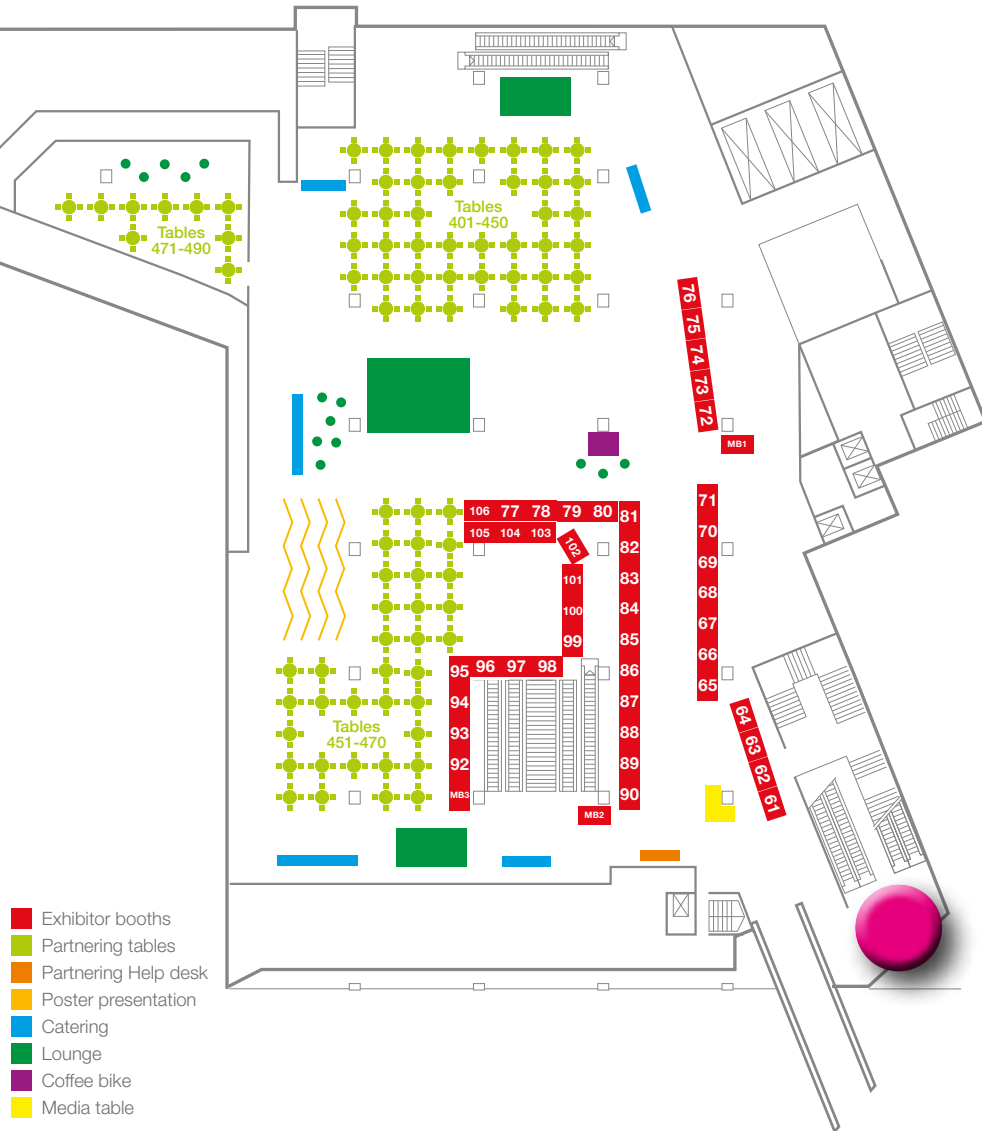 Tables
401-450
Tables
471-490
76
75
74
73
72
MB1
71
70
69
68
67
66
65
64
63
62
61
106 77 78 79 80
105 104 103
102
101
100
99
81
82
83
84
85
86
87
88
89
90
95 96 97 98
94
93
92
MB3
MB2
Tables
451-470
Exhibitor booths
Partnering tables
Partnering Help desk
Poster presentation
Catering
Lounge
Coffee bike
Media table